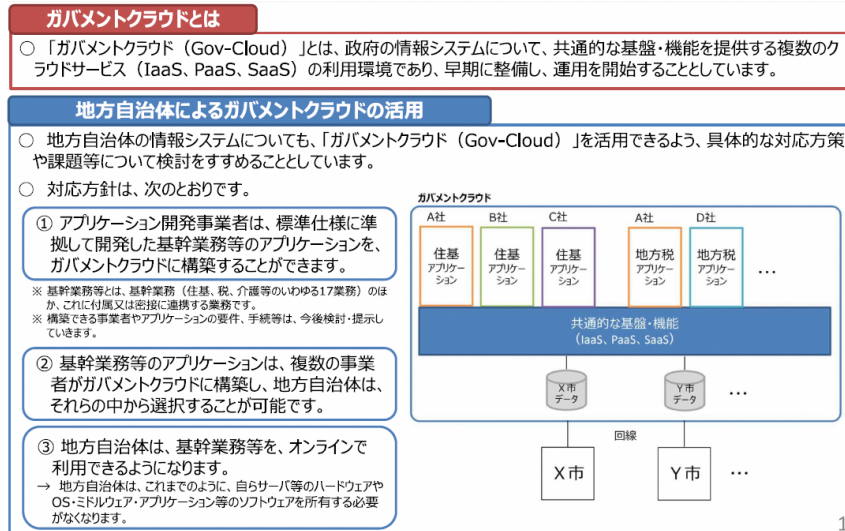 ガバメントクラウドとは
○ 「ガバメントクラウド（Gov-Cloud）」とは、政府の情報システムについて、共通的な基盤・機能を提供する複数のク
ラウドサービス（IaaS、PaaS、SaaS）の利用環境であり、早期に整備し、運用を開始することとしています。
地方自治体によるガバメントクラウドの活用
○ 地方自治体の情報システムについても、「ガバメントクラウド（Gov-Cloud）」を活用できるよう、具体的な対応方策
や課題等について検討をすすめることとしています。
○ 対応方針は、次のとおりです。
① アプリケーション開発事業者は、標準仕様に準
拠して開発した基幹業務等のアプリケーションを、
ガバメントクラウドに構築することができます。
※ 基幹業務等とは、基幹業務（住基、税、介護等のいわゆる17業務）のほ
か、これに付属又は密接に連携する業務です。
※ 構築できる事業者やアプリケーションの要件、手続等は、今後検討・提示し
ていきます。
② 基幹業務等のアプリケーションは、複数の事業
者がガバメントクラウドに構築し、地方自治体は、
それらの中から選択することが可能です。
③ 地方自治体は、基幹業務等を、オンラインで
利用できるようになります。
→ 地方自治体は、これまでのように、自らサーバ等のハードウェアや
OS・ミドルウェア・アプリケーション等のソフトウェアを所有する必要
がなくなります。
ガバメントクラウド
A社 B社 C社 A社 D社
住基 住基 住基 地方税 地方税
アプリケー アプリケー アプリケー アプリケー アプリケー …
ション ション ション ション ション
共通的な基盤・機能
（IaaS、PaaS、SaaS）
X市 Y市 …
データ データ
回線
X市 Y市 …
1